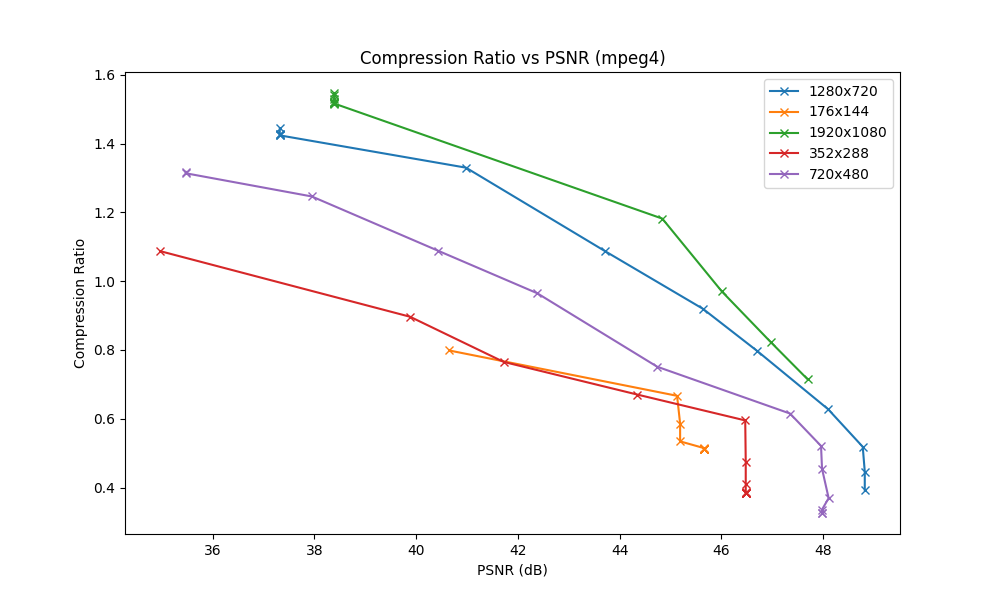 Compression Ratio vs PSNR (mpeg4)
1.6
1.4
1.2
1.0
0.8
0.6
0.4
Compression Ratio
36
38
40
42
44
46
48
PSNR (dB)
1280x720
176x144
1920x1080
352x288
720x480